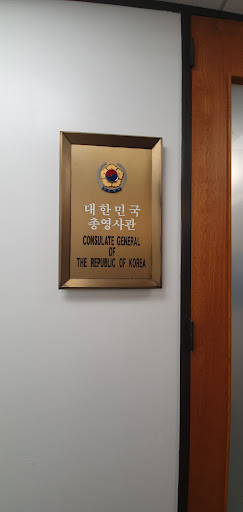 대한민국
총영사관
CONSULATE GENERAL
OF
THE REPUBLIC OF KOREA